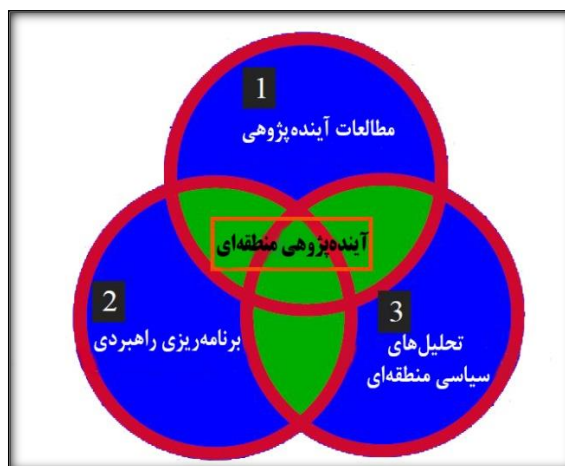 1
مطالعات آینده‌پژوهی
آینده‌پژوهی منطقه‌ای
2
برنامه‌ریزی راهبردی
3
تحلیل‌های
سیاسی منطقه‌ای